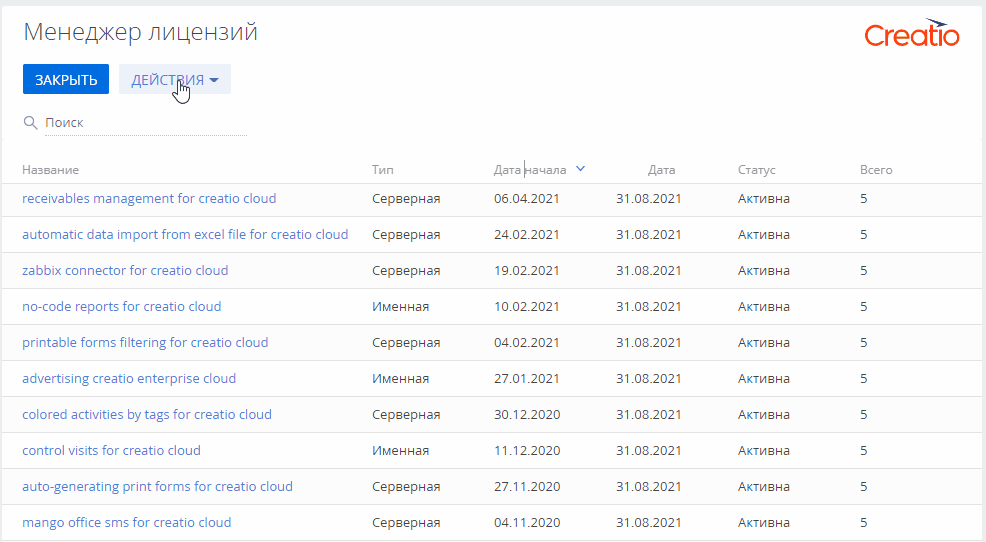 Менеджер лицензий
Creatio
ЗАКРЫТЬ ДЕЙСТВИЯ
Поиск
Название Тип Дата начала Дата Статус Всего
receivables management for creatio cloud Серверная 06.04.2021 31.08.2021 Активна 5
automatic data import from excel file for creatio cloud Серверная 24.02.2021 31.08.2021 Активна 5
zabbix connector for creatio cloud Серверная 19.02.2021 31.08.2021 Активна 5
no-code reports for creatio cloud Именная 10.02.2021 31.08.2021 Активна 5
printable forms filtering for creatio cloud Серверная 04.02.2021 31.08.2021 Активна 5
advertising creatio enterprise cloud Именная 27.01.2021 31.08.2021 Активна 5
colored activities by tags for creatio cloud Серверная 30.12.2020 31.08.2021 Активна 5
control visits for creatio cloud Именная 11.12.2020 31.08.2021 Активна 5
auto-generating print forms for creatio cloud Серверная 27.11.2020 31.08.2021 Активна 5
mango office sms for creatio cloud Серверная 04.11.2020 31.08.2021 Активна 5